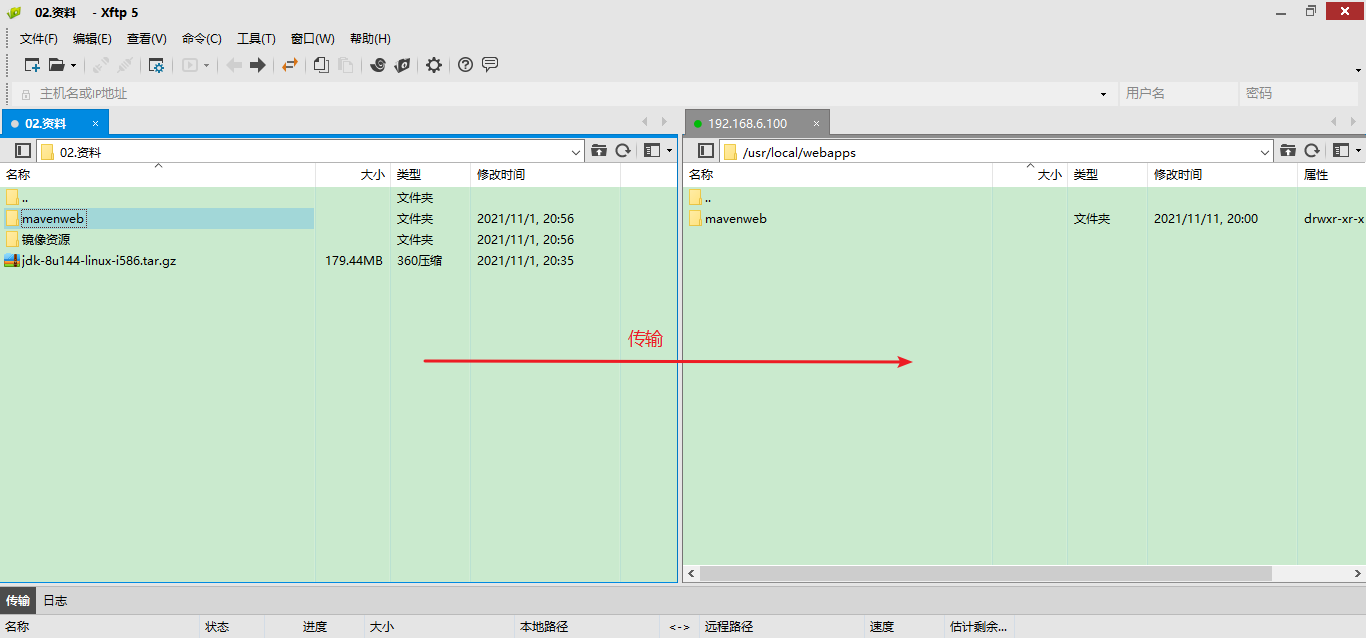 02.资料 - Xftp 5
文件(F) 编辑(E) 查看(V) 命令(C) 工具(T) 窗口(W) 帮助(H)
主机名或IP地址 用户名 密码
02.资料 × 192.168.6.100 ×
02.资料 /usr/local/webapps
名称 大小 类型 修改时间 名称 大小 类型 修改时间 属性
.. 文件夹 ..
mavenweb 文件夹 2021/11/1, 20:56 mavenweb 文件夹 2021/11/11, 20:00 drwxr-xr-x
镜像资源 文件夹 2021/11/1, 20:56
jdk-8u144-linux-i586.tar.gz 179.44MB 360压缩 2021/11/1, 20:35
传输
传输 日志
名称 状态 进度 大小 本地路径 <-> 远程路径 速度 估计剩余...